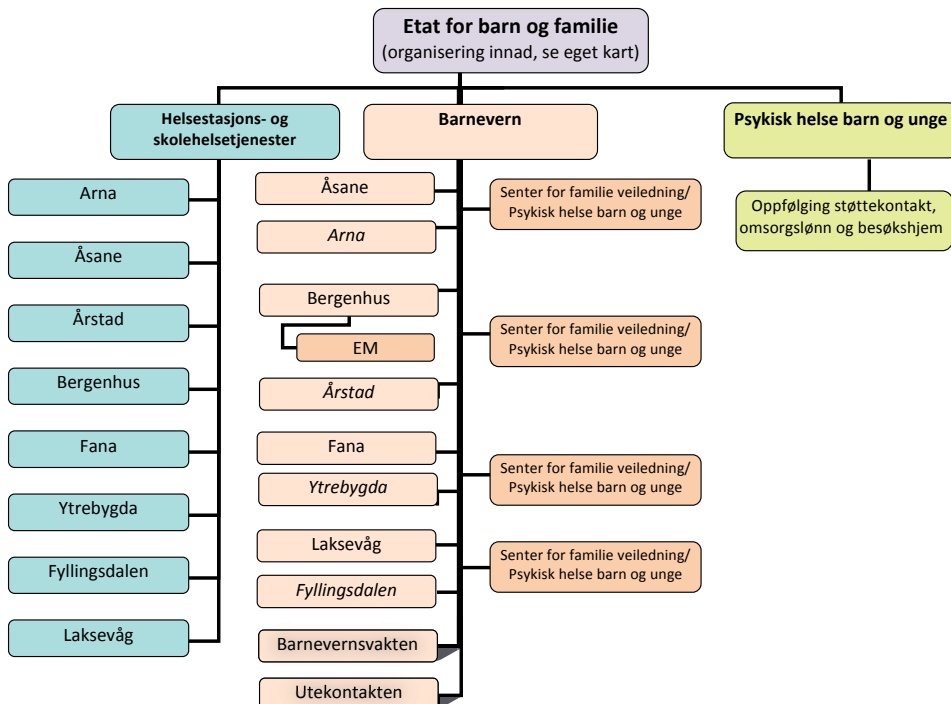 Etat for barn og familie
(organisering innad, se eget kart)
Helsestasjons- og
skolehelsetjenester
Arna
Åsane
Årstad
Bergenhus
Fana
Ytrebygda
Fyllingsdalen
Laksevåg
Barnevern
Åsane
Arna
Bergenhus
EM
Årstad
Fana
Ytrebygda
Laksevåg
Fyllingsdalen
Barnevernsvakten
Utekontakten
Senter for familie veiledning/
Psykisk helse barn og unge
Senter for familie veiledning/
Psykisk helse barn og unge
Senter for familie veiledning/
Psykisk helse barn og unge
Senter for familie veiledning/
Psykisk helse barn og unge
Psykisk helse barn og unge
Oppfølging støttekontakt,
omsorgslønn og besøkshjem